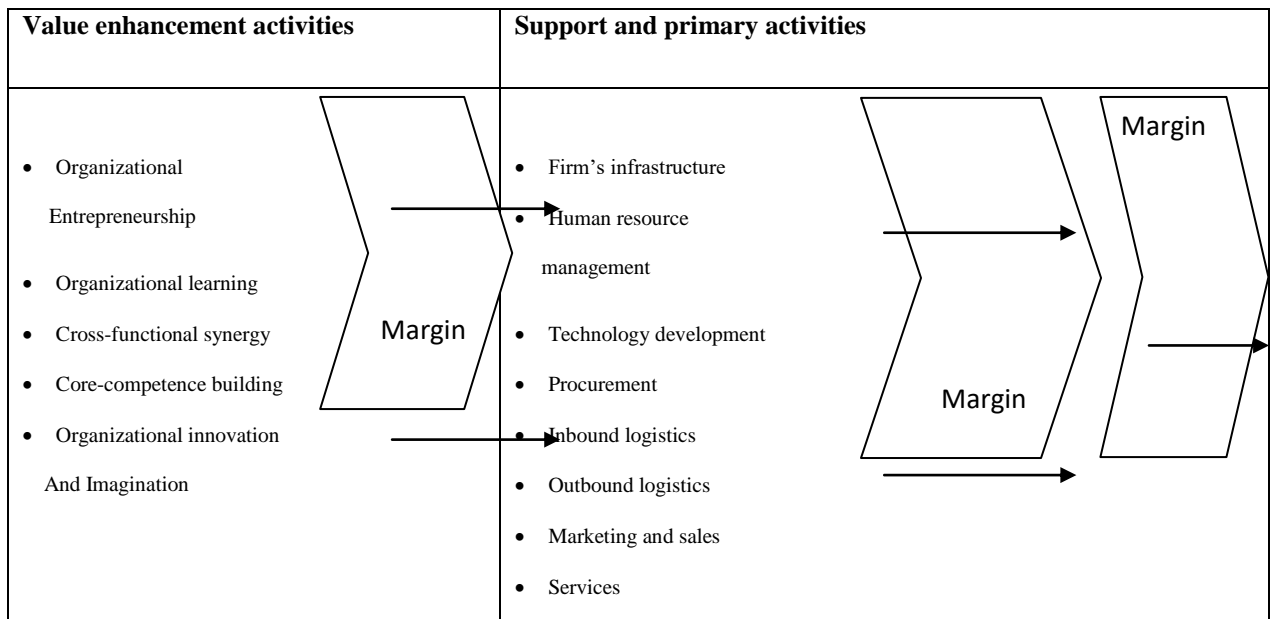 Value enhancement activities
Support and primary activities
• Organizational
Entrepreneurship
• Organizational learning
• Cross-functional synergy
• Core-competence building
• Organizational innovation
And Imagination
Margin
• Firm’s infrastructure
• Human resource
management
• Technology development
• Procurement
• Inbound logistics
• Outbound logistics
• Marketing and sales
• Services
Margin
Margin